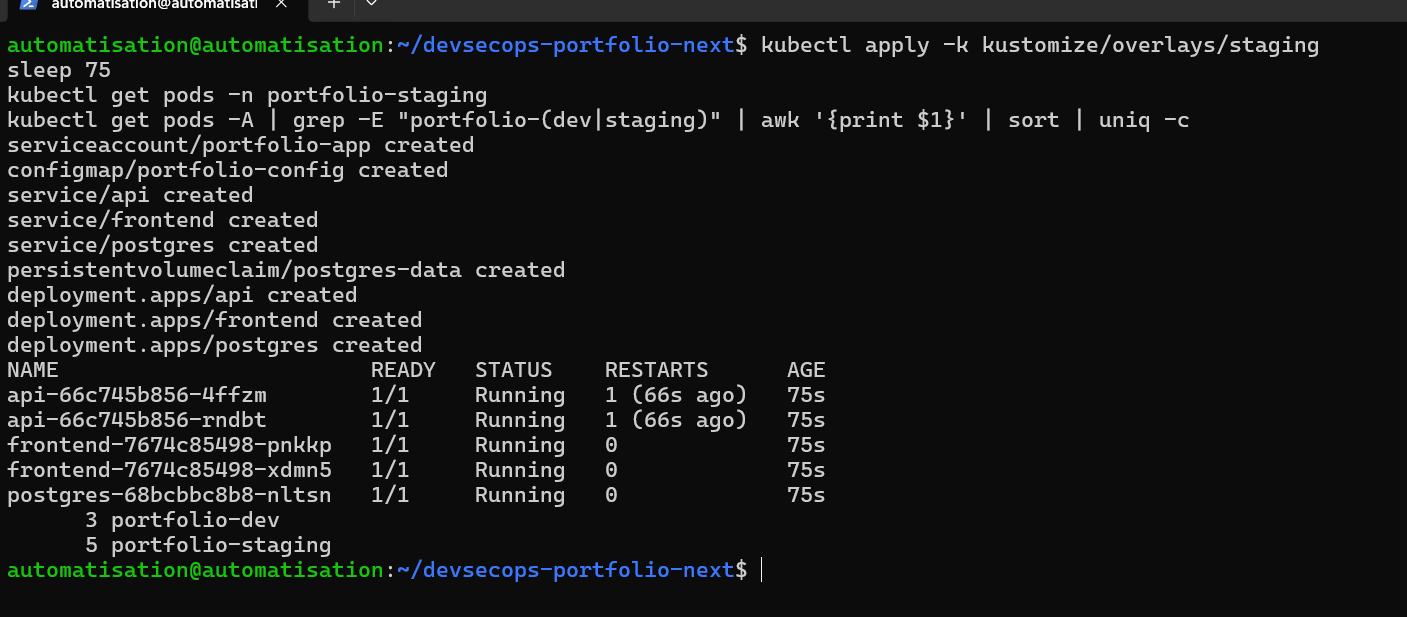 automatisation@automatisati
automatisation@automatisation:~/devsecops-portfolio-next$ kubectl apply -k kustomize/overlays/staging
sleep 75
kubectl get pods -n portfolio-staging
kubectl get pods -A | grep -E "portfolio-(dev|staging)" | awk '{print $1}' | sort | uniq -c
serviceaccount/portfolio-app created
configmap/portfolio-config created
service/api created
service/frontend created
service/postgres created
persistentvolumeclaim/postgres-data created
deployment.apps/api created
deployment.apps/frontend created
deployment.apps/postgres created
NAME                        READY   STATUS    RESTARTS      AGE
api-66c745b856-4ffzm        1/1     Running   1 (66s ago)   75s
api-66c745b856-rndbt        1/1     Running   1 (66s ago)   75s
frontend-7674c85498-pnkkp   1/1     Running   0             75s
frontend-7674c85498-xdmn5   1/1     Running   0             75s
postgres-68bcbbc8b8-nltsn   1/1     Running   0             75s
      3 portfolio-dev
      5 portfolio-staging
automatisation@automatisation:~/devsecops-portfolio-next$